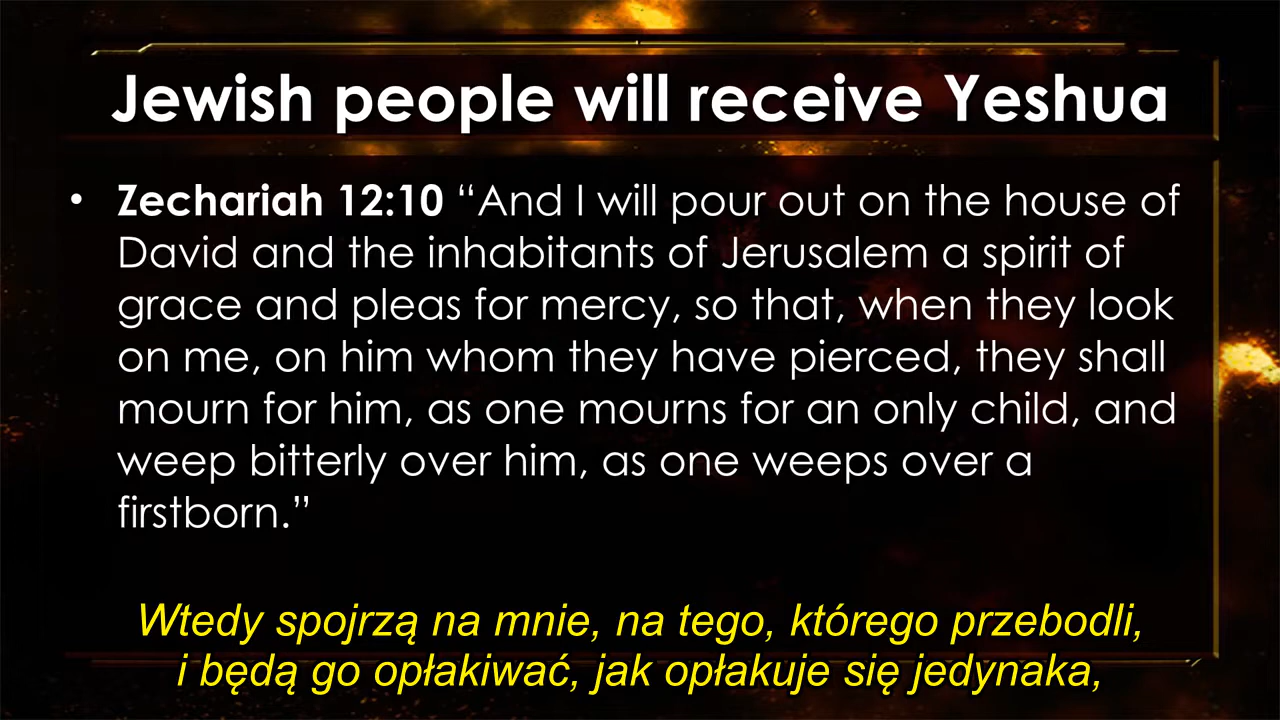 Jewish people will receive Yeshua
• Zechariah 12:10 “And I will pour out on the house of
David and the inhabitants of Jerusalem a spirit of
grace and pleas for mercy, so that, when they look
on me, on him whom they have pierced, they shall
mourn for him, as one mourns for an only child, and
weep bitterly over him, as one weeps over a
firstborn.”
Wtedy spojrzą na mnie, na tego, którego przebodli,
i będą go opłakiwać, jak opłakuje się jedynaka,